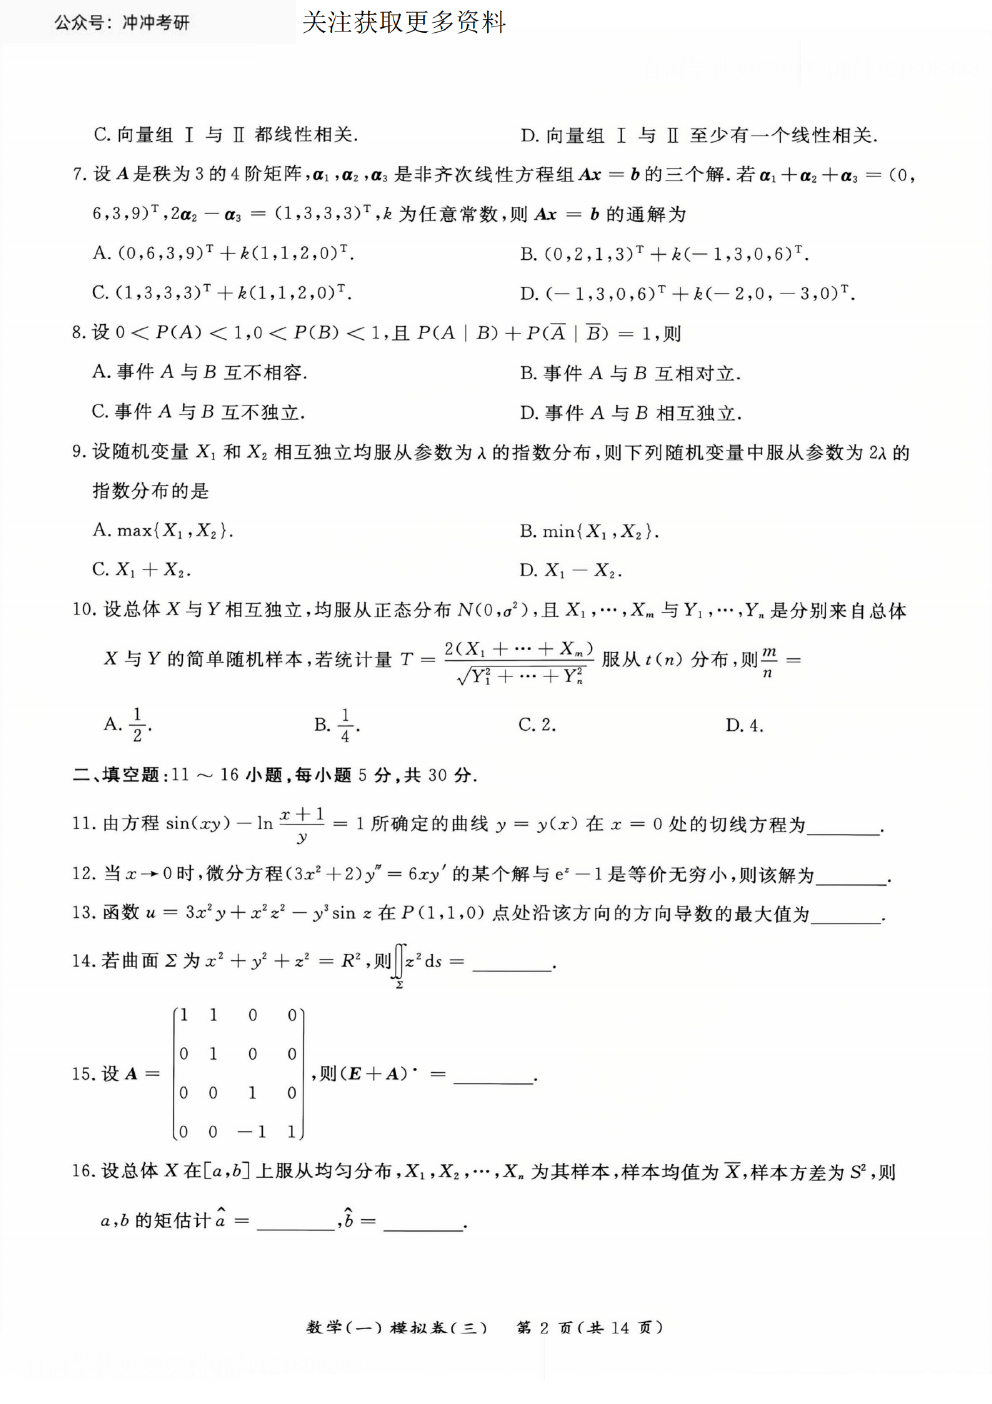 公众号：冲冲考研
关注获取更多资料
C. 向量组 Ⅰ 与 Ⅱ 都线性相关.
D. 向量组 Ⅰ 与 Ⅱ 至少有一个线性相关.
7. 设 A 是秩为 3 的 4 阶矩阵,α₁,α₂,α₃ 是非齐次线性方程组 Ax = b 的三个解. 若 α₁+α₂+α₃ = (0,
6,3,9)ᵀ,2α₂ − α₃ = (1,3,3,3)ᵀ,k 为任意常数,则 Ax = b 的通解为
A. (0,6,3,9)ᵀ + k(1,1,2,0)ᵀ.
B. (0,2,1,3)ᵀ + k(−1,3,0,6)ᵀ.
C. (1,3,3,3)ᵀ + k(1,1,2,0)ᵀ.
D. (−1,3,0,6)ᵀ + k(−2,0,−3,0)ᵀ.
8. 设 0 < P(A) < 1,0 < P(B) < 1,且 P(A | B) + P(A̅ | B̅) = 1,则
A. 事件 A 与 B 互不相容.
B. 事件 A 与 B 互相对立.
C. 事件 A 与 B 互不独立.
D. 事件 A 与 B 相互独立.
9. 设随机变量 X₁ 和 X₂ 相互独立均服从参数为 λ 的指数分布,则下列随机变量中服从参数为 2λ 的
指数分布的是
A. max{X₁,X₂}.
B. min{X₁,X₂}.
C. X₁ + X₂.
D. X₁ − X₂.
10. 设总体 X 与 Y 相互独立,均服从正态分布 N(0,σ²),且 X₁,⋯,Xₘ 与 Y₁,⋯,Yₙ 是分别来自总体
X 与 Y 的简单随机样本,若统计量 T = 2(X₁ + ⋯ + Xₘ)/√(Y₁² + ⋯ + Yₙ²) 服从 t(n) 分布,则 m/n =
A. 1/2.
B. 1/4.
C. 2.
D. 4.
二、填空题:11 ～ 16 小题,每小题 5 分,共 30 分.
11. 由方程 sin(xy) − ln (x+1)/y = 1 所确定的曲线 y = y(x) 在 x = 0 处的切线方程为________.
12. 当 x→0 时,微分方程(3x²+2)y″ = 6xy′ 的某个解与 eˣ − 1 是等价无穷小,则该解为________.
13. 函数 u = 3x²y + x²z² − y³sin z 在 P(1,1,0) 点处沿该方向的方向导数的最大值为________.
14. 若曲面 Σ 为 x² + y² + z² = R²,则 ∯_Σ z²ds = ________.
1 1 0 0
0 1 0 0
15. 设 A = ,则(E + A)* = ________.
0 0 1 0
0 0 −1 1
16. 设总体 X 在[a,b]上服从均匀分布,X₁,X₂,⋯,Xₙ 为其样本,样本均值为 X̅,样本方差为 S²,则
a,b 的矩估计 â = ________,b̂ = ________.
数学(一)模拟卷(三) 第 2 页(共 14 页)